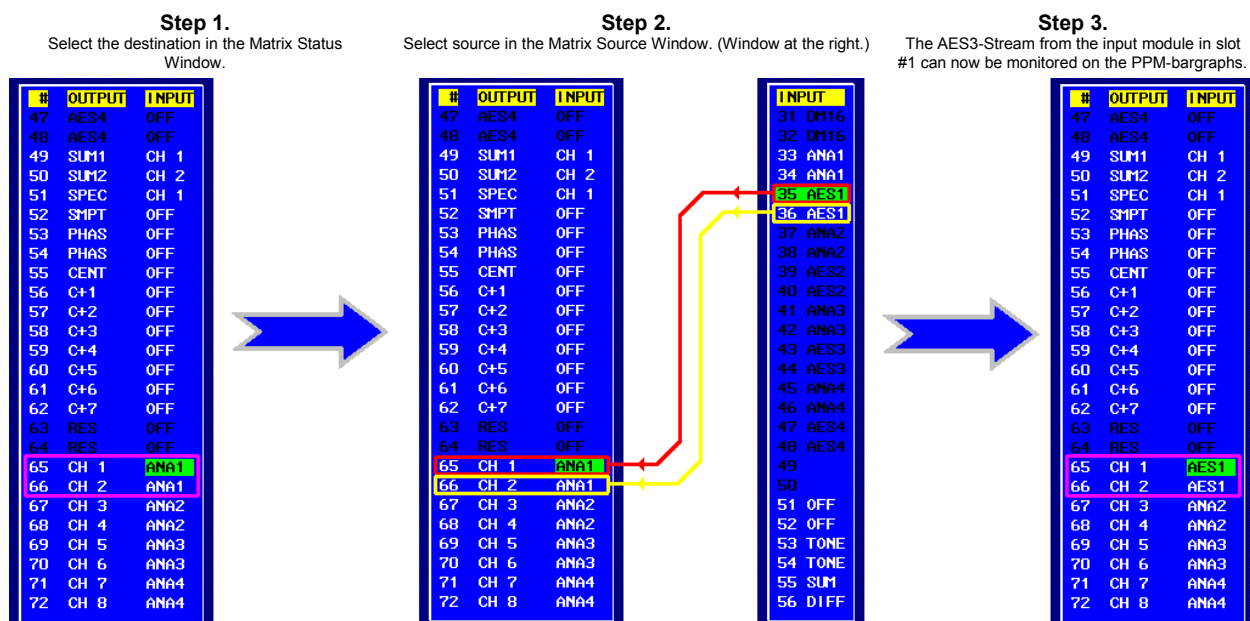 Step 1.
Select the destination in the Matrix Status
Window.
# OUTPUT INPUT
47 AES4 OFF
48 AES4 OFF
49 SUM1 CH 1
50 SUM2 CH 2
51 SPEC CH 1
52 SMPT OFF
53 PHAS OFF
54 PHAS OFF
55 CENT OFF
56 C+1 OFF
57 C+2 OFF
58 C+3 OFF
59 C+4 OFF
60 C+5 OFF
61 C+6 OFF
62 C+7 OFF
63 RES OFF
64 RES OFF
65 CH 1 ANA1
66 CH 2 ANA1
67 CH 3 ANA2
68 CH 4 ANA2
69 CH 5 ANA3
70 CH 6 ANA3
71 CH 7 ANA4
72 CH 8 ANA4
Step 2.
Select source in the Matrix Source Window. (Window at the right.)
# OUTPUT INPUT
47 AES4 OFF
48 AES4 OFF
49 SUM1 CH 1
50 SUM2 CH 2
51 SPEC CH 1
52 SMPT OFF
53 PHAS OFF
54 PHAS OFF
55 CENT OFF
56 C+1 OFF
57 C+2 OFF
58 C+3 OFF
59 C+4 OFF
60 C+5 OFF
61 C+6 OFF
62 C+7 OFF
63 RES OFF
64 RES OFF
65 CH 1 ANA1
66 CH 2 ANA1
67 CH 3 ANA2
68 CH 4 ANA2
69 CH 5 ANA3
70 CH 6 ANA3
71 CH 7 ANA4
72 CH 8 ANA4
INPUT
31 DM16
32 DM16
33 ANA1
34 ANA1
35 AES1
36 AES1
37 ANA2
38 ANA2
39 AES2
40 AES2
41 ANA3
42 ANA3
43 AES3
44 AES3
45 ANA4
46 ANA4
47 AES4
48 AES4
49
50
51 OFF
52 OFF
53 TONE
54 TONE
55 SUM
56 DIFF
Step 3.
The AES3-Stream from the input module in slot
#1 can now be monitored on the PPM-bargraphs.
# OUTPUT INPUT
47 AES4 OFF
48 AES4 OFF
49 SUM1 CH 1
50 SUM2 CH 2
51 SPEC CH 1
52 SMPT OFF
53 PHAS OFF
54 PHAS OFF
55 CENT OFF
56 C+1 OFF
57 C+2 OFF
58 C+3 OFF
59 C+4 OFF
60 C+5 OFF
61 C+6 OFF
62 C+7 OFF
63 RES OFF
64 RES OFF
65 CH 1 AES1
66 CH 2 AES1
67 CH 3 ANA2
68 CH 4 ANA2
69 CH 5 ANA3
70 CH 6 ANA3
71 CH 7 ANA4
72 CH 8 ANA4